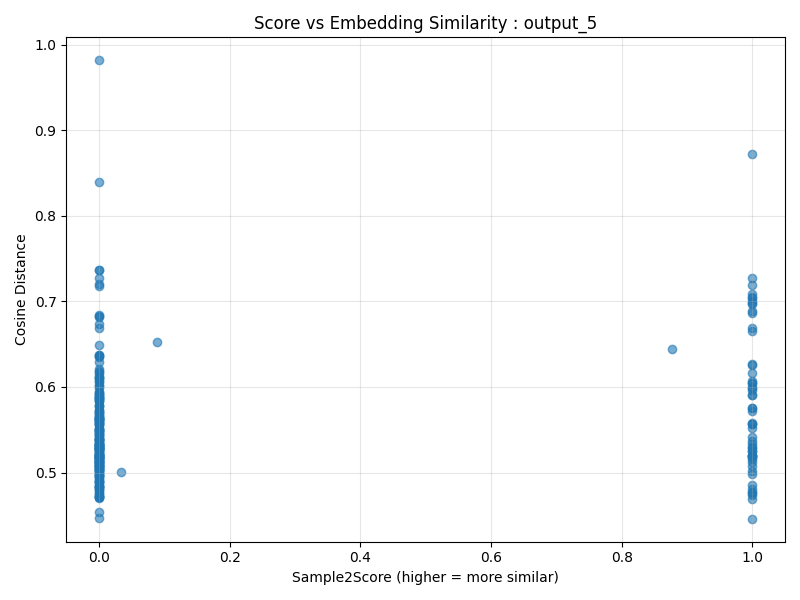 Score vs Embedding Similarity : output_5
Cosine Distance
1.0
0.9
0.8
0.7
0.6
0.5
0.0 0.2 0.4 0.6 0.8 1.0
Sample2Score (higher = more similar)